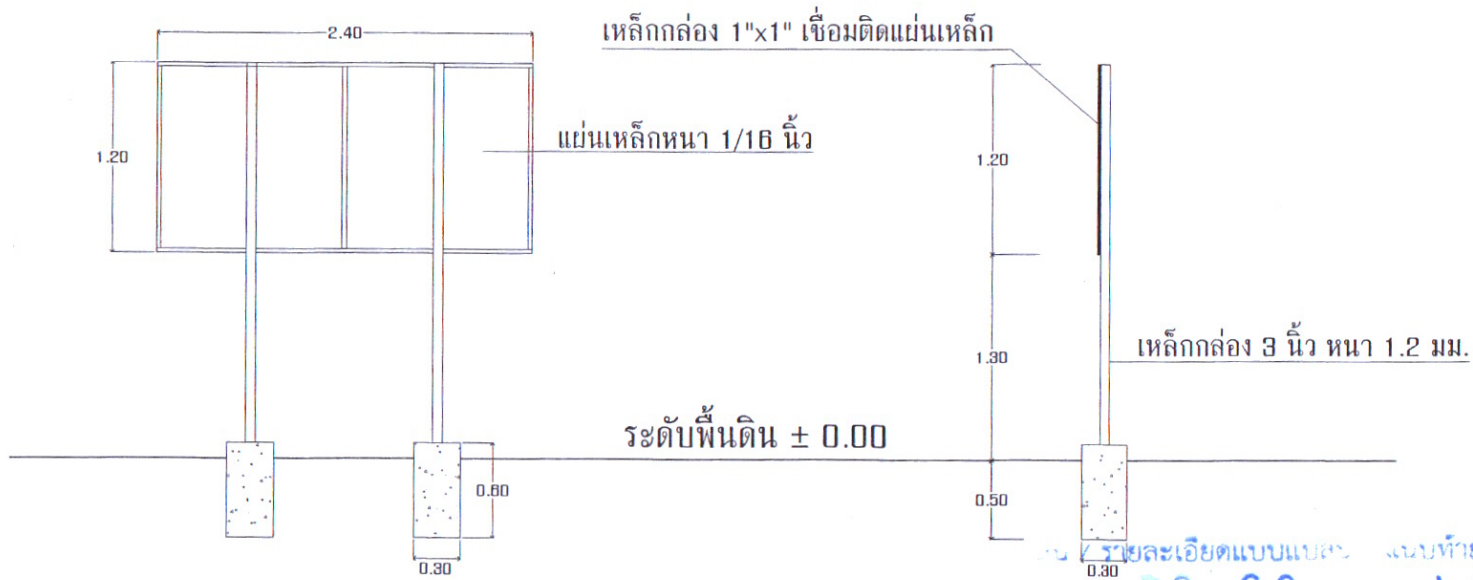 2.40
เหล็กกล่อง 1"x1" เชื่อมติดแผ่นเหล็ก
1.20
แผ่นเหล็กหนา 1/16 นิ้ว
1.20
1.30
เหล็กกล่อง 3 นิ้ว หนา 1.2 มม.
ระดับพื้นดิน ± 0.00
0.60
0.50
0.30
0.30
รายละเอียดแบบ